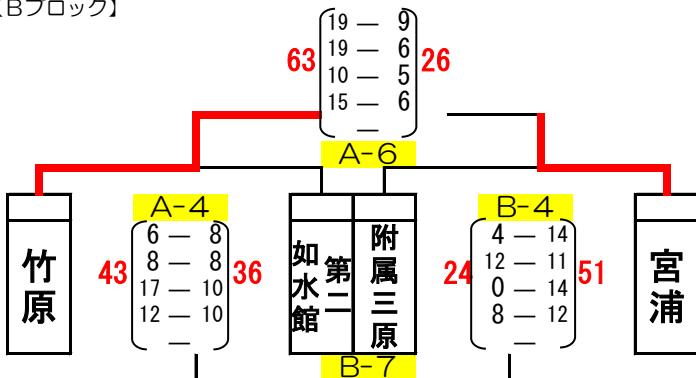 【Bブロック】
19 — 9
19 — 6
10 — 5
15 — 6
—
63
26
A-6
竹原
A-4
6 — 8
8 — 8
17 — 10
12 — 10
—
43
36
如水館
第二
附属三原
B-7
B-4
4 — 14
12 — 11
0 — 14
8 — 12
—
24
51
宮浦